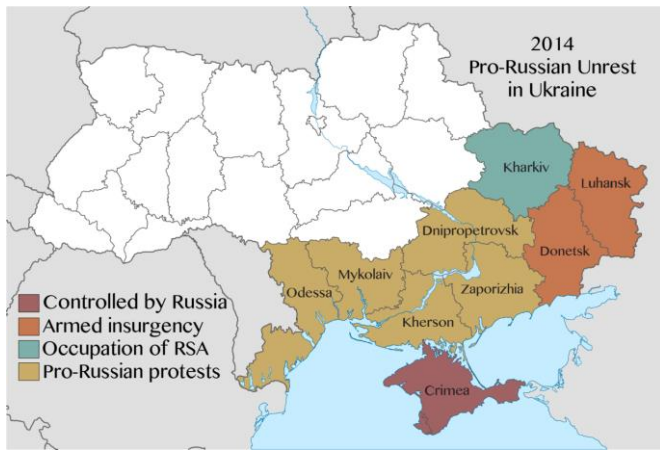 2014
Pro-Russian Unrest
in Ukraine
Kharkiv
Luhansk
Dnipropetrovsk
Donetsk
Mykolaiv
Odessa
Zaporizhia
Kherson
Crimea
Controlled by Russia
Armed insurgency
Occupation of RSA
Pro-Russian protests